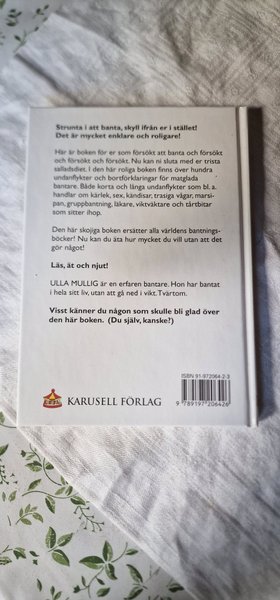 Strunta i att banta, skyll ifrån er i stället!
Det är mycket enklare och roligare!
Här är boken för er som försökt att banta och försökt
och försökt och försökt. Nu kan ni sluta med er trista
salladsdiet. I den här roliga boken finns över hundra
undanflykter och bortförklaringar för matglada
bantare. Både korta och långa undanflykter som bl. a.
handlar om kärlek, sex, kändisar, trasiga vågar, marsi-
pan, gruppbantning, läkare, viktväktare och tårtbitar
som sitter ihop.
Den här skojiga boken ersätter alla världens bantnings-
böcker! Nu kan du äta hur mycket du vill utan att det
gör något!
Läs, ät och njut!
ULLA MULLIG är en erfaren bantare. Hon har bantat
i hela sitt liv, utan att gå ned i vikt. Tvärtom.
Visst känner du någon som skulle bli glad över
den här boken. (Du själv, kanske?)
ISBN 91-972064-2-3
9 789197 206426
KARUSELL FÖRLAG